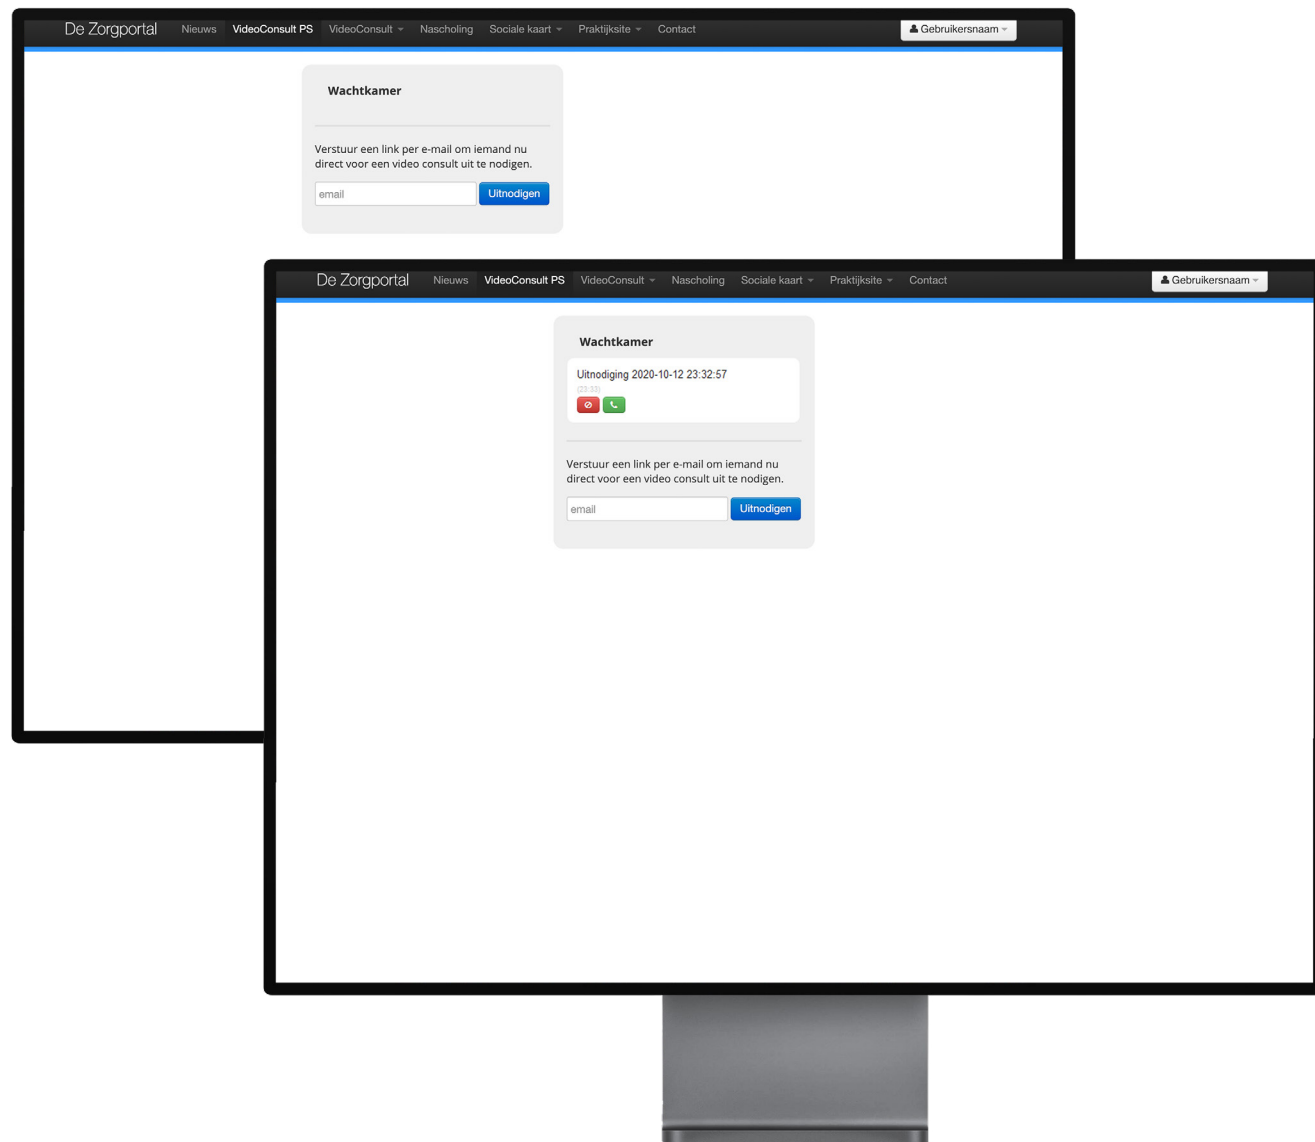 De Zorgportal Nieuws VideoConsult PS VideoConsult Nascholing Sociale kaart Praktijksite Contact Gebruikersnaam
Wachtkamer
Verstuur een link per e-mail om iemand nu
direct voor een video consult uit te nodigen.
email Uitnodigen
De Zorgportal Nieuws VideoConsult PS VideoConsult Nascholing Sociale kaart Praktijksite Contact Gebruikersnaam
Wachtkamer
Uitnodiging 2020-10-12 23:32:57
(23:33)
Verstuur een link per e-mail om iemand nu
direct voor een video consult uit te nodigen.
email Uitnodigen